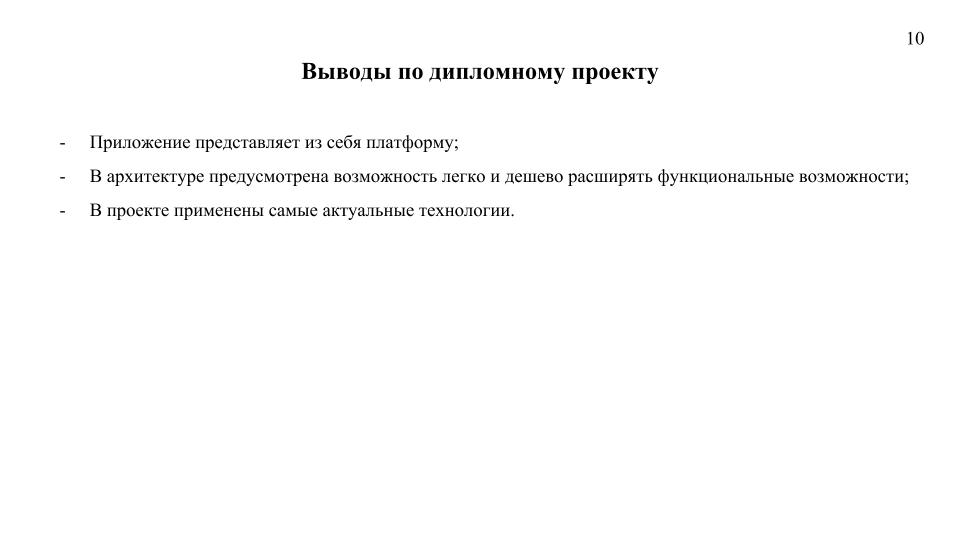 10
Выводы по дипломному проекту
- Приложение представляет из себя платформу;
- В архитектуре предусмотрена возможность легко и дешево расширять функциональные возможности;
- В проекте применены самые актуальные технологии.